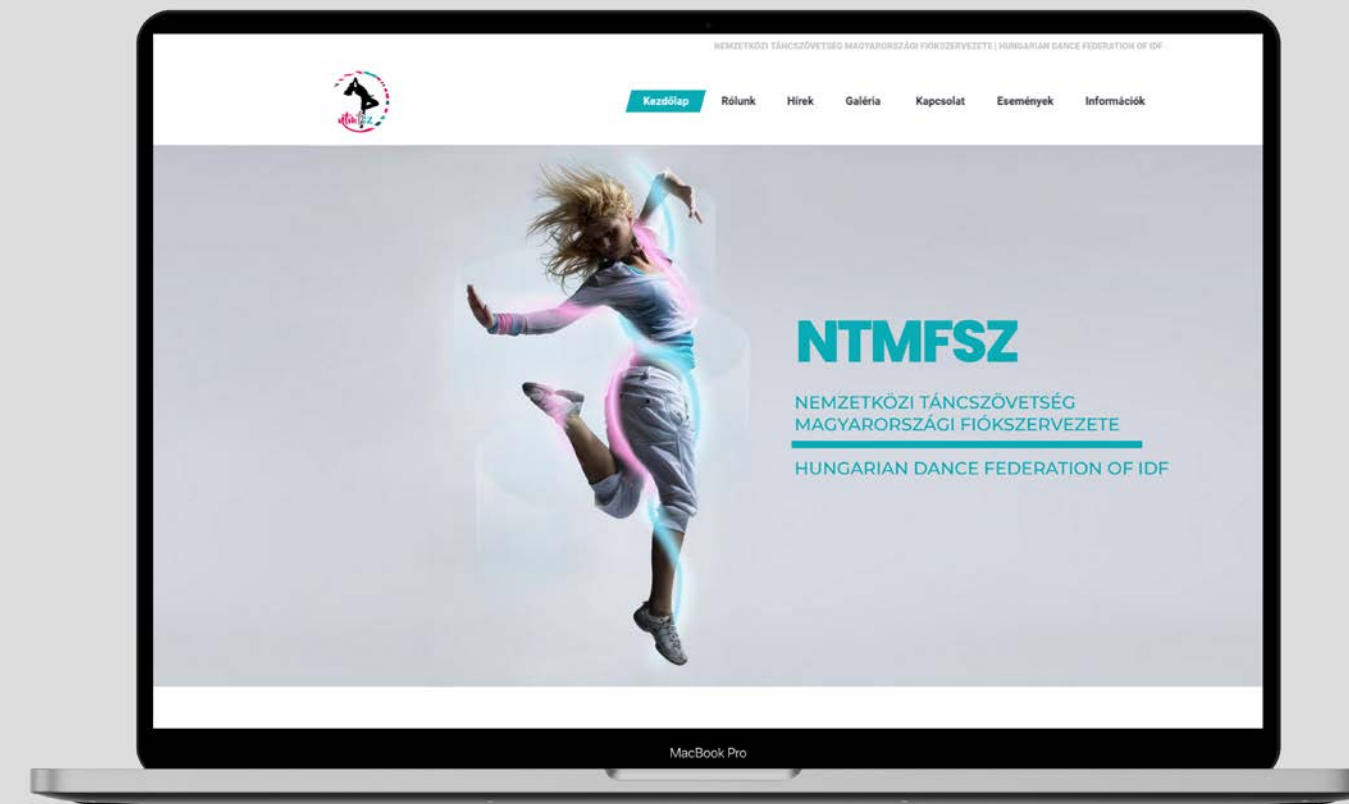 NEMZETKÖZI TÁNCSZÖVETSÉG MAGYARORSZÁGI FIÓKSZERVEZETE | HUNGARIAN DANCE FEDERATION OF IDF
ntmfsz
Kezdőlap Rólunk Hírek Galéria Kapcsolat Események Információk
NTMFSZ
NEMZETKÖZI TÁNCSZÖVETSÉG
MAGYARORSZÁGI FIÓKSZERVEZETE
HUNGARIAN DANCE FEDERATION OF IDF
MacBook Pro